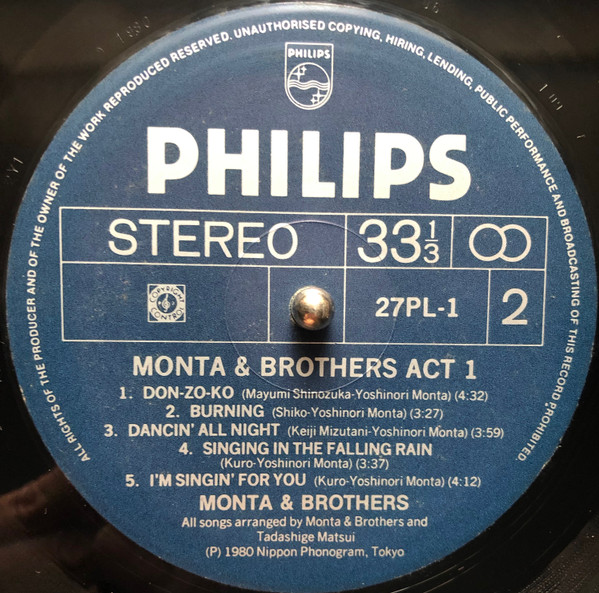 ALL RIGHTS OF THE PRODUCER AND OF THE OWNER OF THE WORK REPRODUCED RESERVED. UNAUTHORISED COPYING, HIRING, LENDING, PUBLIC PERFORMANCE AND BROADCASTING OF THIS RECORD PROHIBITED.
PHILIPS
PHILIPS
STEREO 33 1/3
COPYRIGHT CONTROL 27PL-1 2
MONTA & BROTHERS ACT 1
1. DON-ZO-KO (Mayumi Shinozuka-Yoshinori Monta) (4:32)
2. BURNING (Shiko-Yoshinori Monta) (3:27)
3. DANCIN' ALL NIGHT (Keiji Mizutani-Yoshinori Monta) (3:59)
4. SINGING IN THE FALLING RAIN
(Kuro-Yoshinori Monta) (3:37)
5. I'M SINGIN' FOR YOU (Kuro-Yoshinori Monta) (4:12)
MONTA & BROTHERS
All songs arranged by Monta & Brothers and
Tadashige Matsui
(P) 1980 Nippon Phonogram, Tokyo